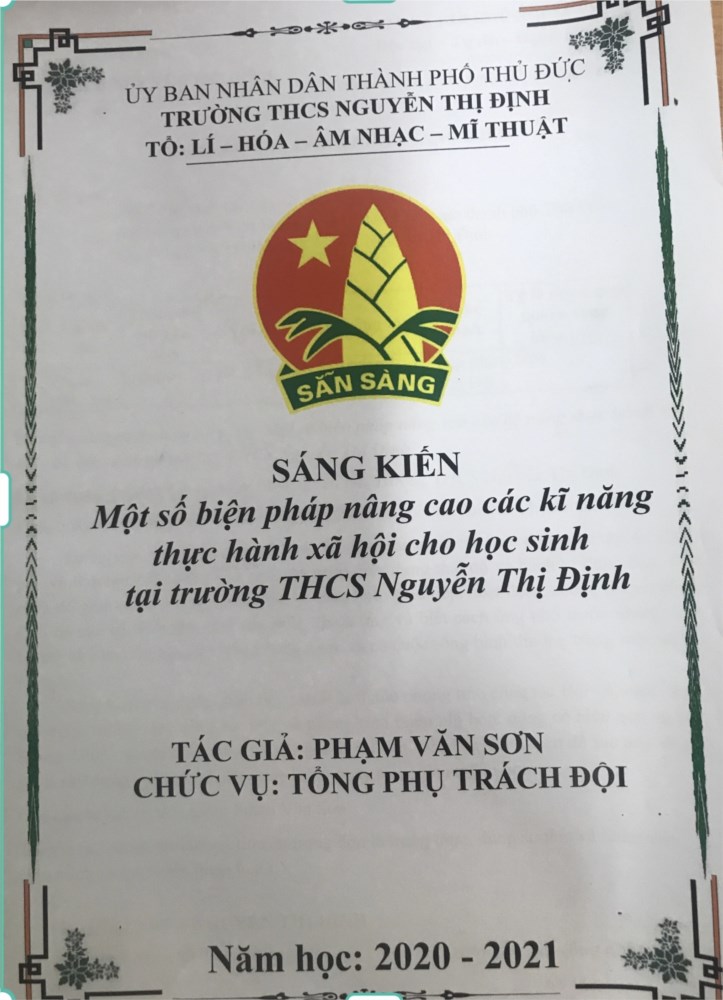 ỦY BAN NHÂN DÂN THÀNH PHỐ THỦ ĐỨC
TRƯỜNG THCS NGUYỄN THỊ ĐỊNH
TỔ: LÍ – HÓA – ÂM NHẠC – MĨ THUẬT
SẴN SÀNG
SÁNG KIẾN
Một số biện pháp nâng cao các kĩ năng
thực hành xã hội cho học sinh
tại trường THCS Nguyễn Thị Định
TÁC GIẢ: PHẠM VĂN SƠN
CHỨC VỤ: TỔNG PHỤ TRÁCH ĐỘI
Năm học: 2020 - 2021